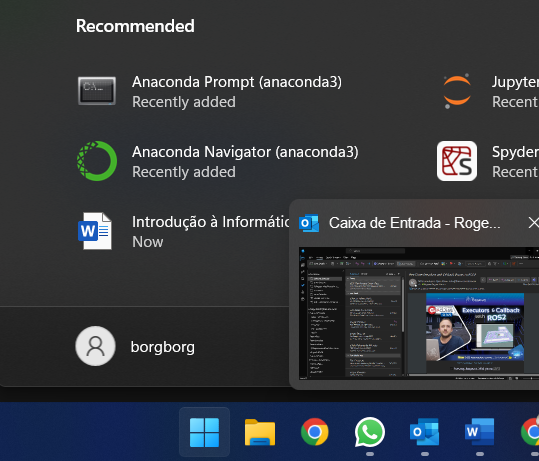 Recommended
Anaconda Prompt (anaconda3)
Recently added
Jupyter
Recent
Anaconda Navigator (anaconda3)
Recently added
Spyder
Recent
Introdução à Informátic
Now
Caixa de Entrada - Roge...
Executors & Callback
ROS2
borgborg